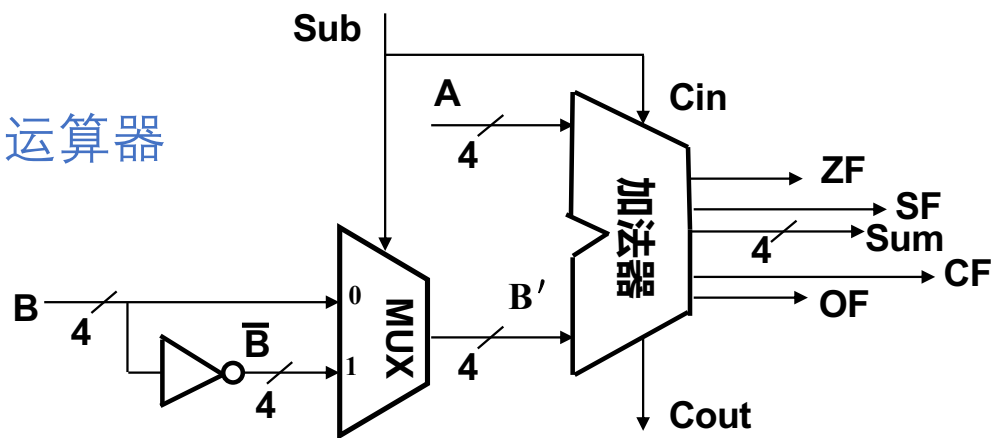 Sub
A
Cin
运算器
4
ZF
SF
4
Sum
加法器
CF
OF
B
4
0
B′
MUX
B̅
1
4
4
Cout